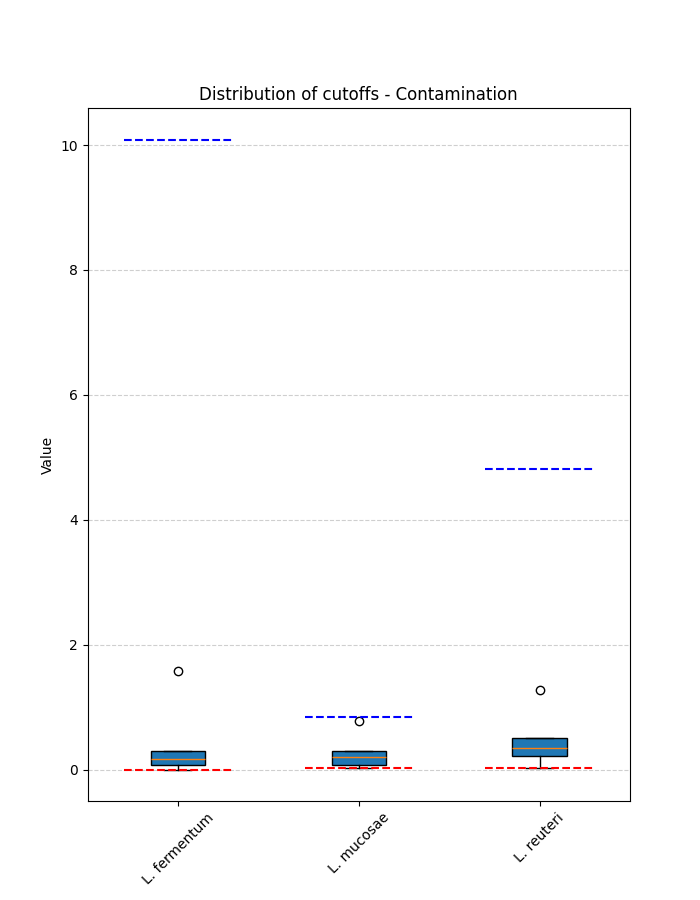 Distribution of cutoffs - Contamination
10
8
6
4
2
0
Value
L. fermentum
L. mucosae
L. reuteri